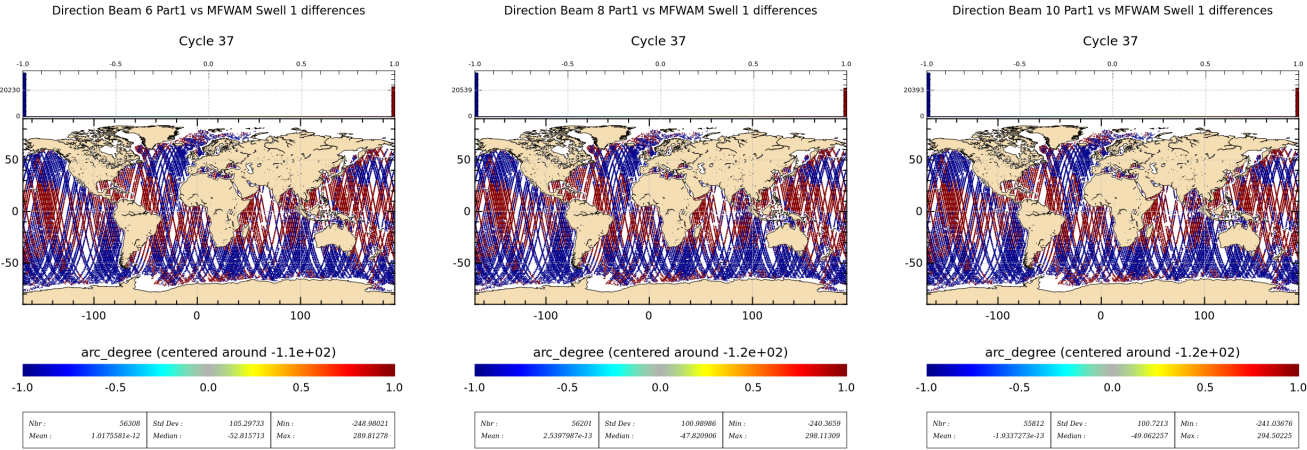 Direction Beam 6 Part1 vs MFWAM Swell 1 differences
Cycle 37
-1.0 -0.5 0.0 0.5 1.0
20230
0
50
0
-50
-100 0 100
arc_degree (centered around -1.1e+02)
-1.0 -0.5 0.0 0.5 1.0
Nbr : 56308 Std Dev : 105.29733 Min : -248.98021
Mean : 1.0175581e-12 Median : -52.815713 Max : 289.81278
Direction Beam 8 Part1 vs MFWAM Swell 1 differences
Cycle 37
-1.0 -0.5 0.0 0.5 1.0
20539
0
50
0
-50
-100 0 100
arc_degree (centered around -1.2e+02)
-1.0 -0.5 0.0 0.5 1.0
Nbr : 56201 Std Dev : 100.98986 Min : -240.3659
Mean : 2.5397987e-13 Median : -47.820906 Max : 298.11309
Direction Beam 10 Part1 vs MFWAM Swell 1 differences
Cycle 37
-1.0 -0.5 0.0 0.5 1.0
20393
0
50
0
-50
-100 0 100
arc_degree (centered around -1.2e+02)
-1.0 -0.5 0.0 0.5 1.0
Nbr : 55812 Std Dev : 100.7213 Min : -241.03676
Mean : -1.9337273e-13 Median : -49.062257 Max : 294.50225